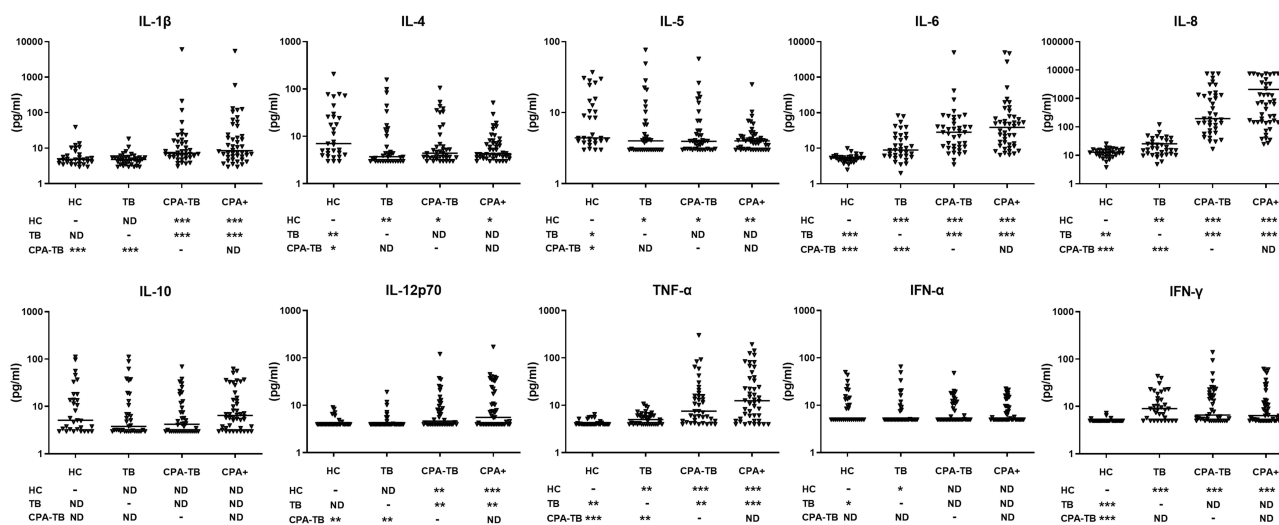 IL-1β IL-4 IL-5 IL-6 IL-8
10000 1000 100 10000 100000
1000 100 10 1000 10000
100 10 1 100 1000
10 1 10 100
1 1 10
1
(pg/ml) (pg/ml) (pg/ml) (pg/ml) (pg/ml)
HC TB CPA-TB CPA+ HC TB CPA-TB CPA+ HC TB CPA-TB CPA+ HC TB CPA-TB CPA+ HC TB CPA-TB CPA+
HC - ND *** *** HC - ** * * HC - * * ** HC - *** *** *** HC - ** *** ***
TB ND - *** *** TB ** - ND ND TB * - ND ND TB *** - *** *** TB ** - *** ***
CPA-TB *** *** - ND CPA-TB * ND - ND CPA-TB * ND - ND CPA-TB *** *** - ND CPA-TB *** *** - ND
IL-10 IL-12p70 TNF-α IFN-α IFN-γ
1000 1000 1000 1000 1000
100 100 100 100 100
10 10 10 10 10
1 1 1 1 1
(pg/ml) (pg/ml) (pg/ml) (pg/ml) (pg/ml)
HC TB CPA-TB CPA+ HC TB CPA-TB CPA+ HC TB CPA-TB CPA+ HC TB CPA-TB CPA+ HC TB CPA-TB CPA+
HC - ND ND ND HC - ND ** *** HC - ** *** *** HC - * ND ND HC - *** *** ***
TB ND - ND ND TB ND - ** ** TB ** - ** *** TB * - ND ND TB *** - ND ND
CPA-TB ND ND - ND CPA-TB ** ** - ND CPA-TB *** ** - ND CPA-TB ND ND - ND CPA-TB *** ND - ND